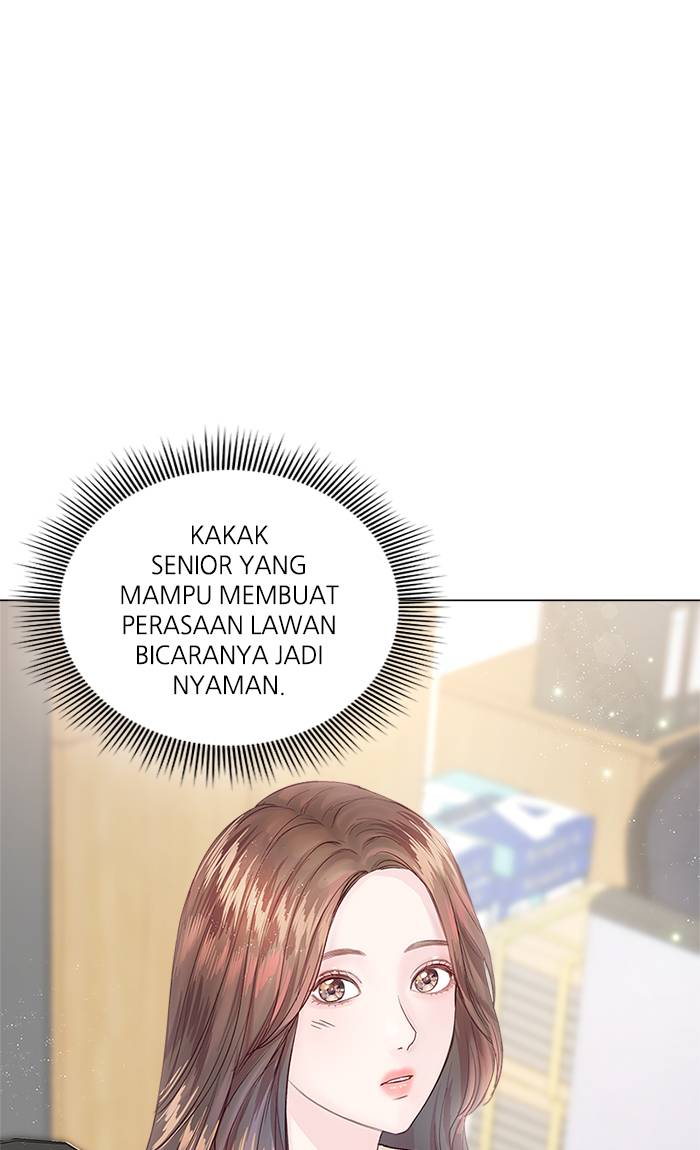 KAKAK
SENIOR YANG
MAMPU MEMBUAT
PERASAAN LAWAN
BICARANYA JADI
NYAMAN.